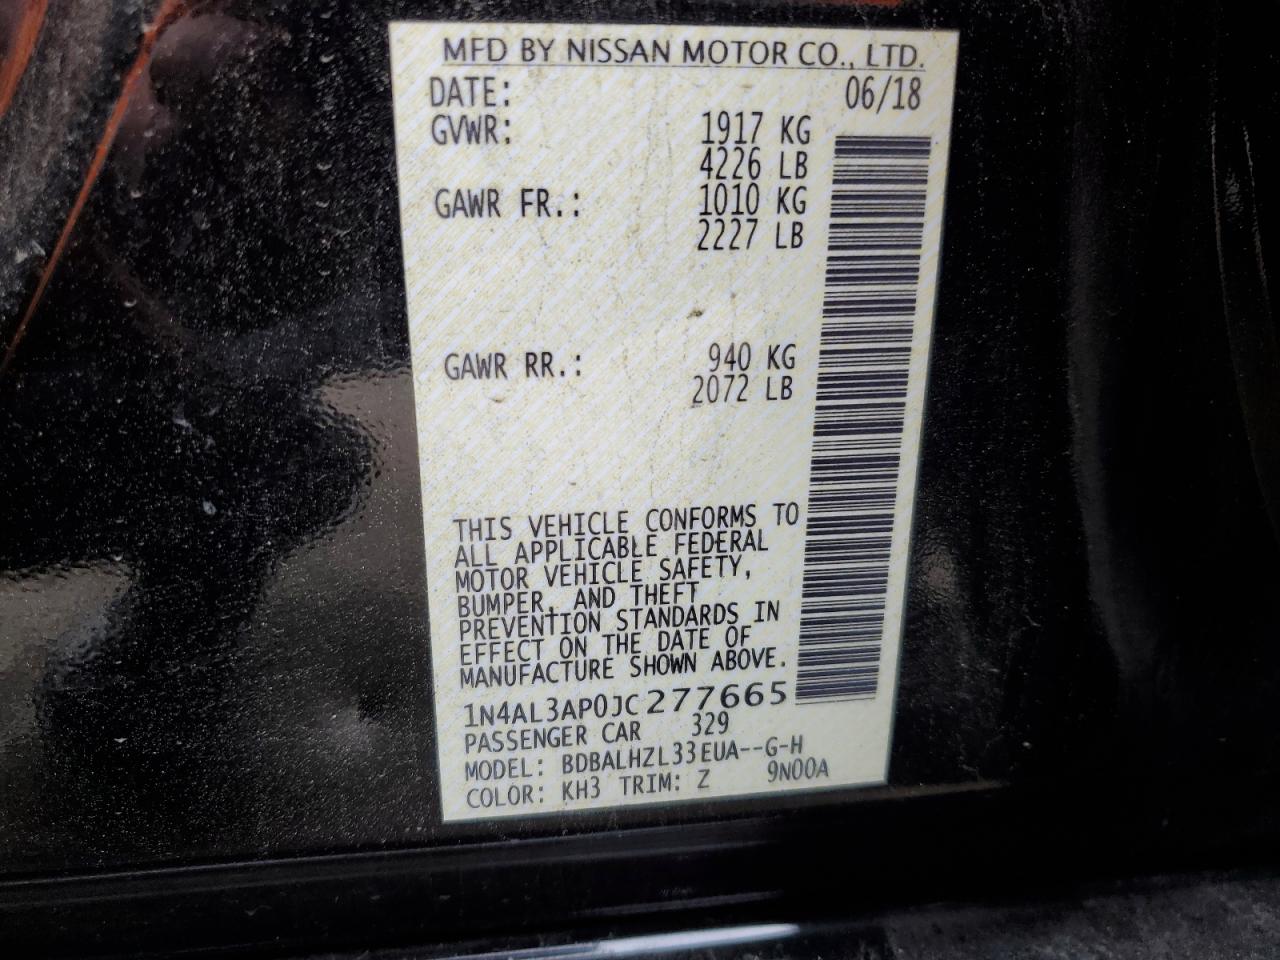 MFD BY NISSAN MOTOR CO., LTD.
DATE: 06/18
GVWR: 1917 KG
4226 LB
GAWR FR.: 1010 KG
2227 LB
GAWR RR.: 940 KG
2072 LB
THIS VEHICLE CONFORMS TO
ALL APPLICABLE FEDERAL
MOTOR VEHICLE SAFETY,
BUMPER, AND THEFT
PREVENTION STANDARDS IN
EFFECT ON THE DATE OF
MANUFACTURE SHOWN ABOVE.
1N4AL3AP0JC277665
PASSENGER CAR 329
MODEL: BDBALHZL33EUA--G-H
COLOR: KH3 TRIM: Z 9N00A